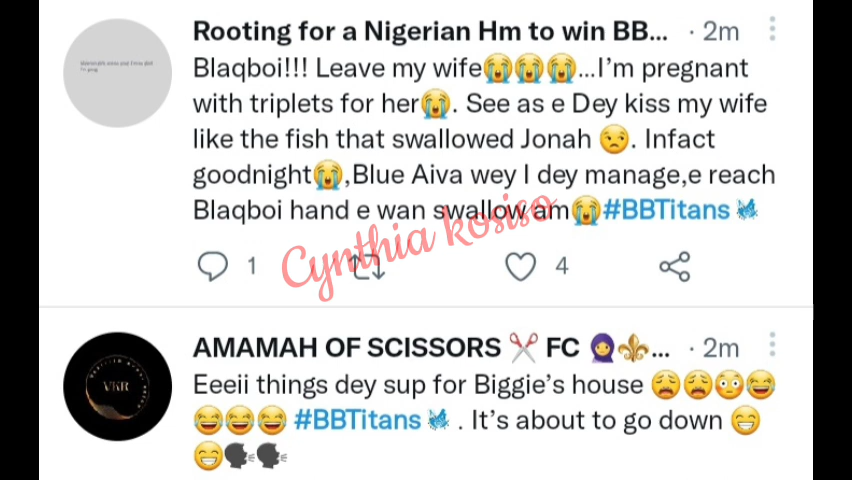 Rooting for a Nigerian Hm to win BB... · 2m
Blaqboi!!! Leave my wife😭😭😭...I'm pregnant
with triplets for her😭. See as e Dey kiss my wife
like the fish that swallowed Jonah 😒. Infact
goodnight😭,Blue Aiva wey I dey manage,e reach
Blaqboi hand e wan swallow am😭#BBTitans
Cynthia kosiso
1 4
AMAMAH OF SCISSORS ✂️ FC 🧕⚜️... · 2m
Eeeii things dey sup for Biggie's house 😩😩😳😂
😂😂😂 #BBTitans . It's about to go down 😁
😁🗣🗣
VKR